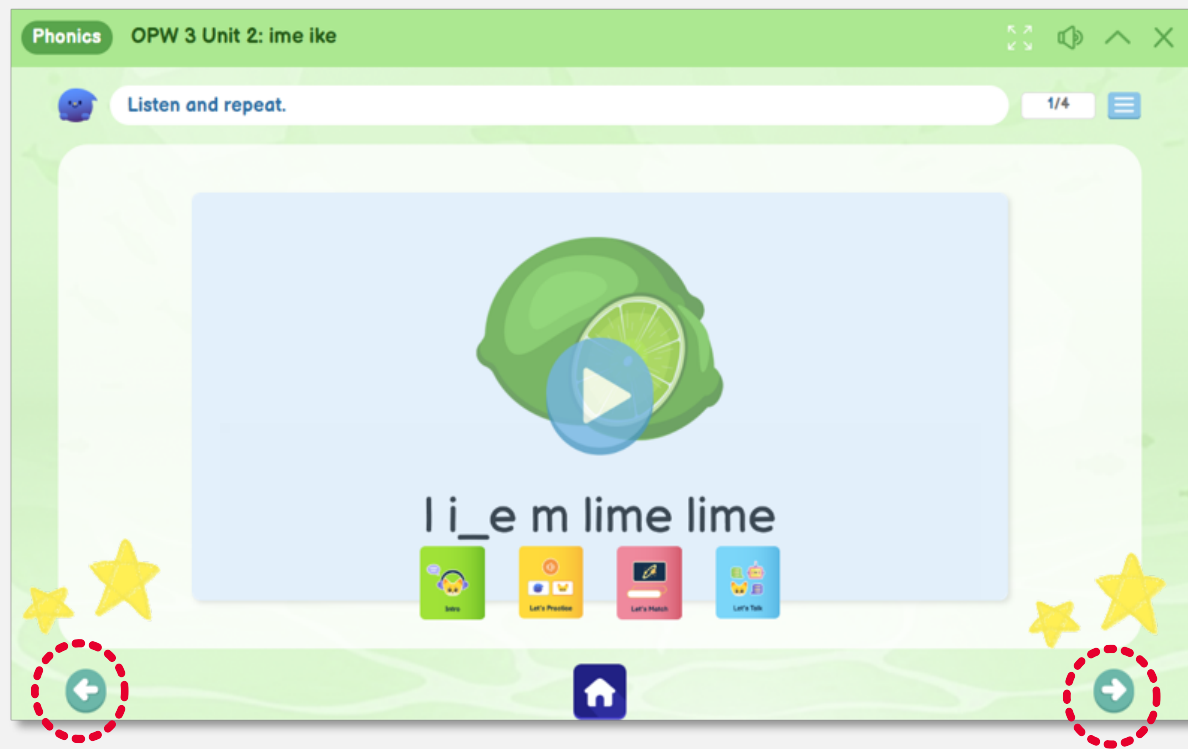 Phonics OPW 3 Unit 2: ime ike
Listen and repeat.
1/4
l i_e m lime lime
Intro Let's Practice Let's Match Let's Talk